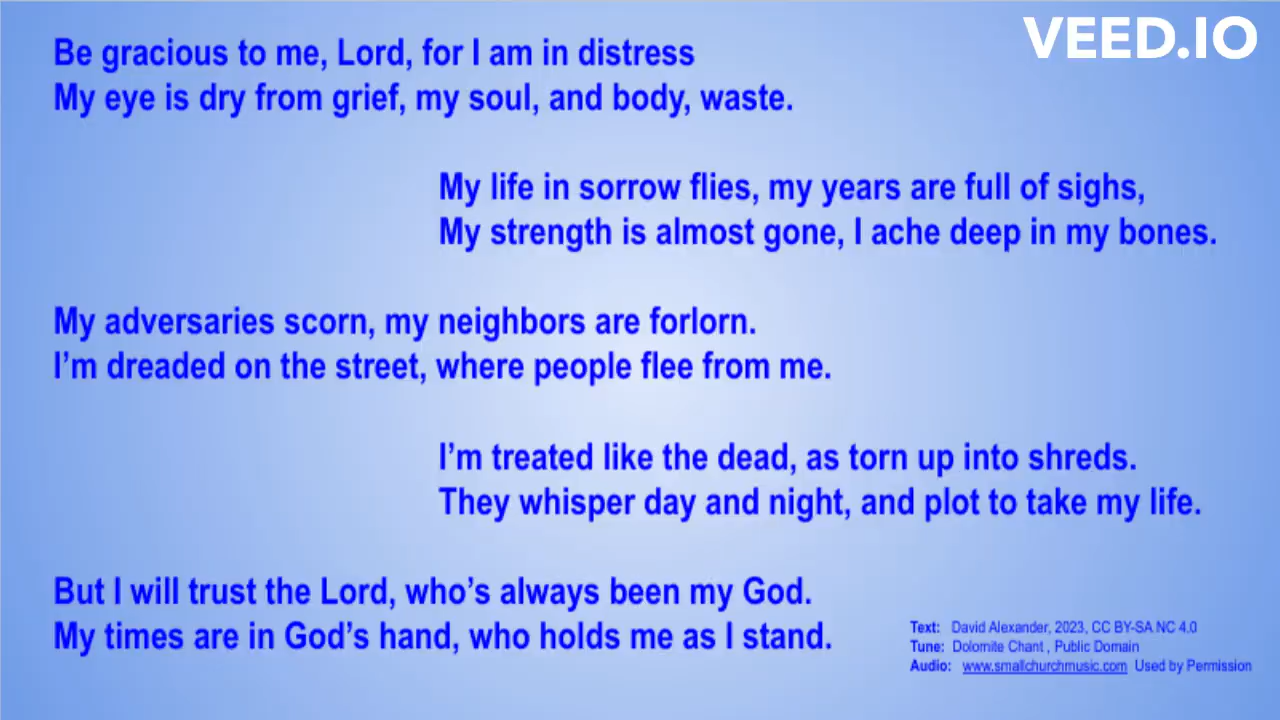 VEED.IO
Be gracious to me, Lord, for I am in distress
My eye is dry from grief, my soul, and body, waste.
My life in sorrow flies, my years are full of sighs,
My strength is almost gone, I ache deep in my bones.
My adversaries scorn, my neighbors are forlorn.
I’m dreaded on the street, where people flee from me.
I’m treated like the dead, as torn up into shreds.
They whisper day and night, and plot to take my life.
But I will trust the Lord, who’s always been my God.
My times are in God’s hand, who holds me as I stand.
Text: David Alexander, 2023, CC BY-SA NC 4.0
Tune: Dolomite Chant , Public Domain
Audio: www.smallchurchmusic.com Used by Permission